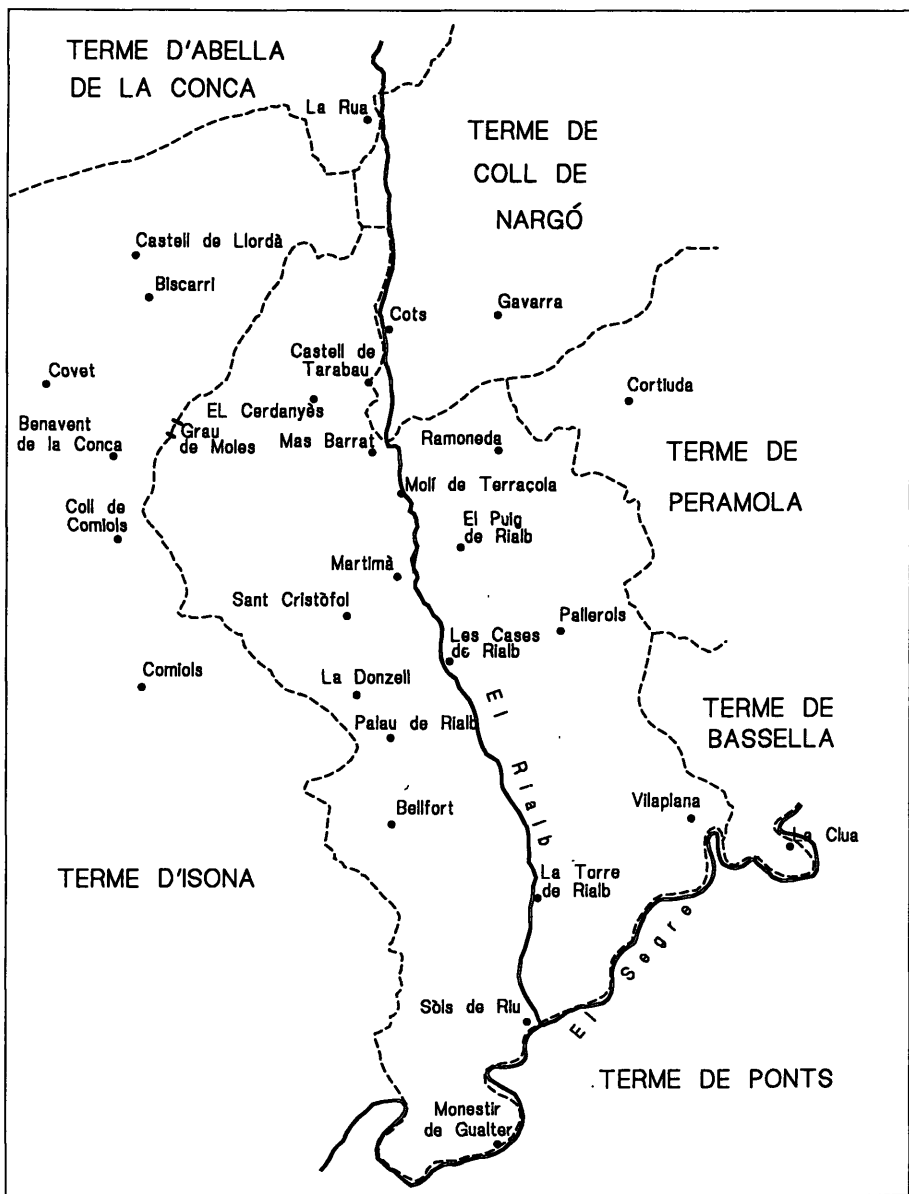 TERME D'ABELLA
DE LA CONCA
La Rua
TERME DE
COLL DE
NARGÓ
Castell de Llordà
Biscarri
Gavarra
Cots
Castell de
Tarabau
Covet
Cortiuda
EL Cerdanyès
Benavent
de la Conca
Grau
de Moles
Mas Barrat
Ramoneda
TERME DE
PERAMOLA
Molí de Terraçola
Coll de
Comiols
El Puig
de Rialb
Martimà
Sant Cristòfol
Pallerols
Les Cases
de Rialb
Comiols
La Donzell
El Rialb
Palau de Rialb
TERME DE
BASSELLA
Vilaplana
Bellfort
La Clua
TERME D'ISONA
La Torre
de Rialb
El Segre
Sòls de Riu
TERME DE PONTS
Monestir
de Gualter